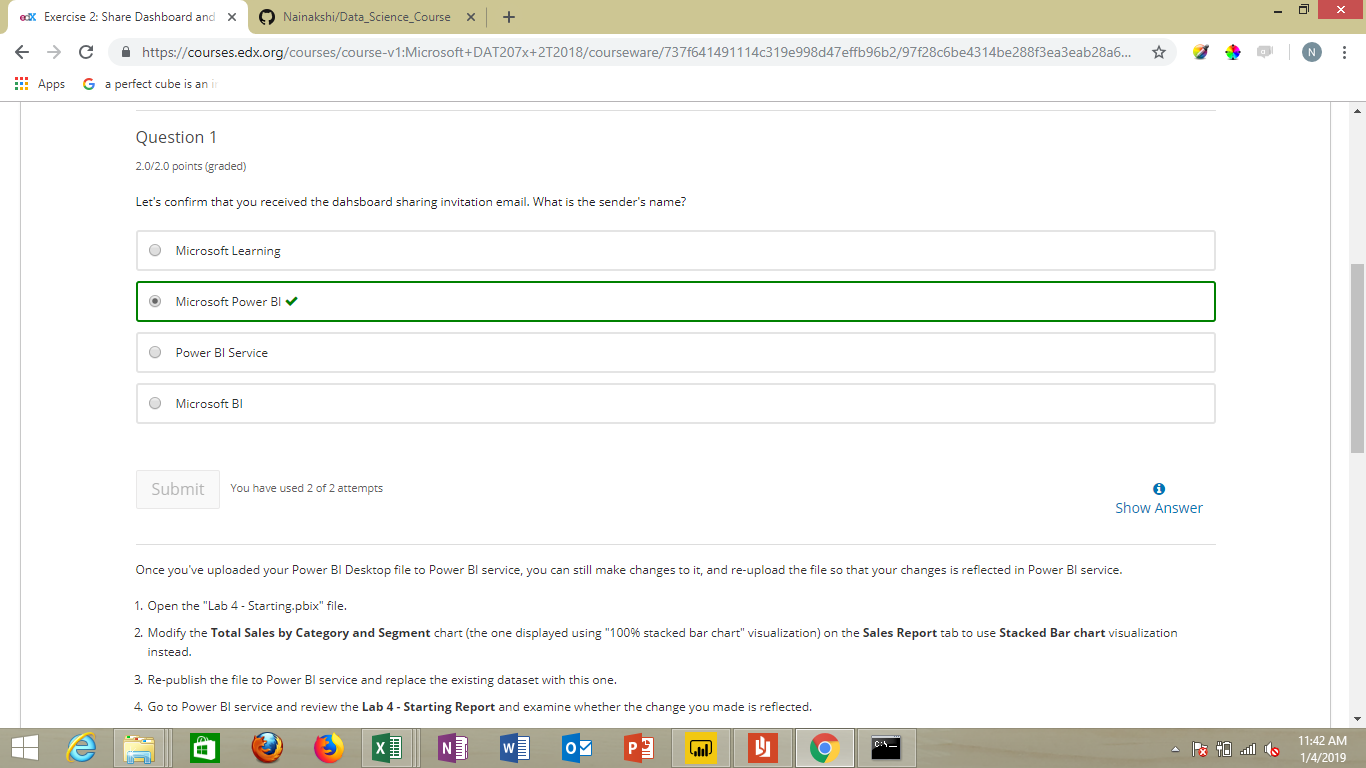 edX Exercise 2: Share Dashboard and
Nainakshi/Data_Science_Course
https://courses.edx.org/courses/course-v1:Microsoft+DAT207x+2T2018/courseware/737f641491114c319e998d47effb96b2/97f28c6be4314be288f3ea3eab28a6...
N
Apps
G a perfect cube is an i
Question 1
2.0/2.0 points (graded)
Let's confirm that you received the dahsboard sharing invitation email. What is the sender's name?
Microsoft Learning
Microsoft Power BI
Power BI Service
Microsoft BI
Submit
You have used 2 of 2 attempts
Show Answer
Once you've uploaded your Power BI Desktop file to Power BI service, you can still make changes to it, and re-upload the file so that your changes is reflected in Power BI service.
1. Open the "Lab 4 - Starting.pbix" file.
2. Modify the Total Sales by Category and Segment chart (the one displayed using "100% stacked bar chart" visualization) on the Sales Report tab to use Stacked Bar chart visualization
instead.
3. Re-publish the file to Power BI service and replace the existing dataset with this one.
4. Go to Power BI service and review the Lab 4 - Starting Report and examine whether the change you made is reflected.
11:42 AM
1/4/2019